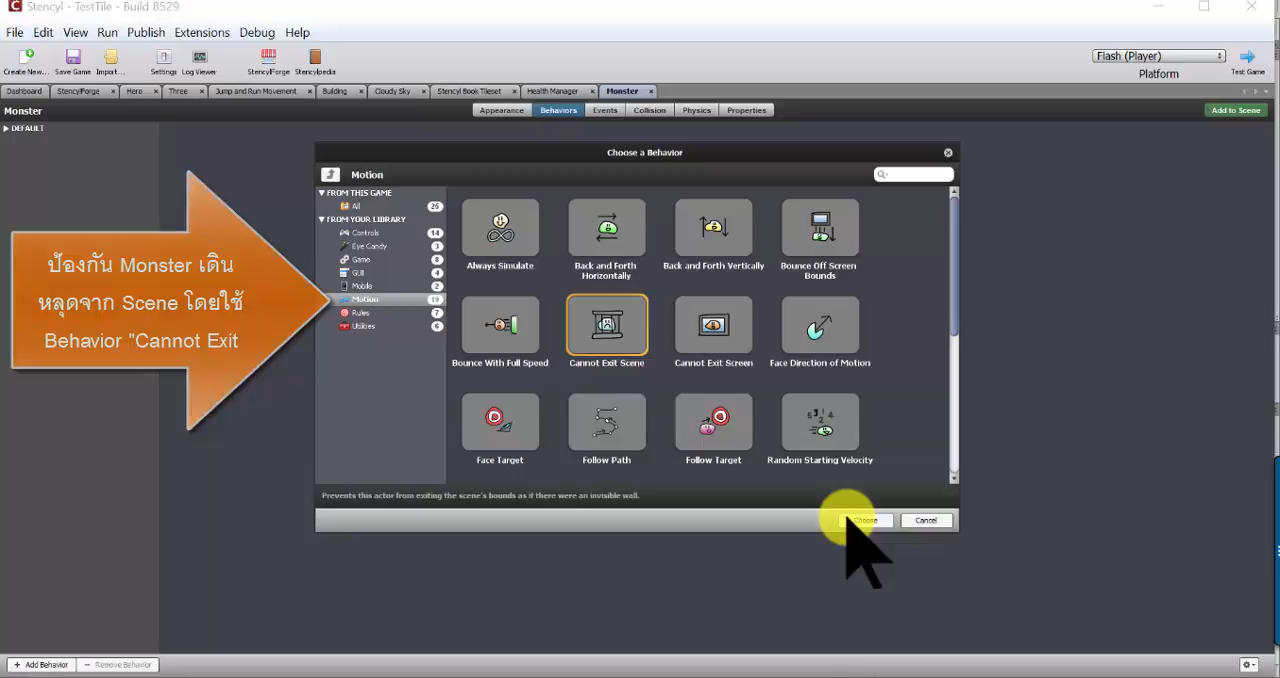 Stencyl - TestTile - Build 8529
File Edit View Run Publish Extensions Debug Help
Create New... Save Game Import... Settings Log Viewer StencylForge Stencylpedia
Flash (Player)
Platform
Test Game
Dashboard StencylForge Hero... Three Jump and Run Movement Building Cloudy Sky Stencyl Book Tileset Health Manager Monster
Monster
Appearance Behaviors Events Collision Physics Properties
Add to Scene
DEFAULT
Choose a Behavior
Motion
FROM THIS GAME
All 26
FROM YOUR LIBRARY
Controls 14
Eye Candy 3
Game 8
GUI 4
Mobile 2
Motion 19
Rules 7
Utilities 6
Always Simulate
Back and Forth Horizontally
Back and Forth Vertically
Bounce Off Screen Bounds
Bounce With Full Speed
Cannot Exit Scene
Cannot Exit Screen
Face Direction of Motion
Face Target
Follow Path
Follow Target
Random Starting Velocity
Prevents this actor from exiting the scene's bounds as if there were an invisible wall.
Choose Cancel
ป้องกัน Monster เดิน
หลุดจาก Scene โดยใช้
Behavior "Cannot Exit
Add Behavior Remove Behavior